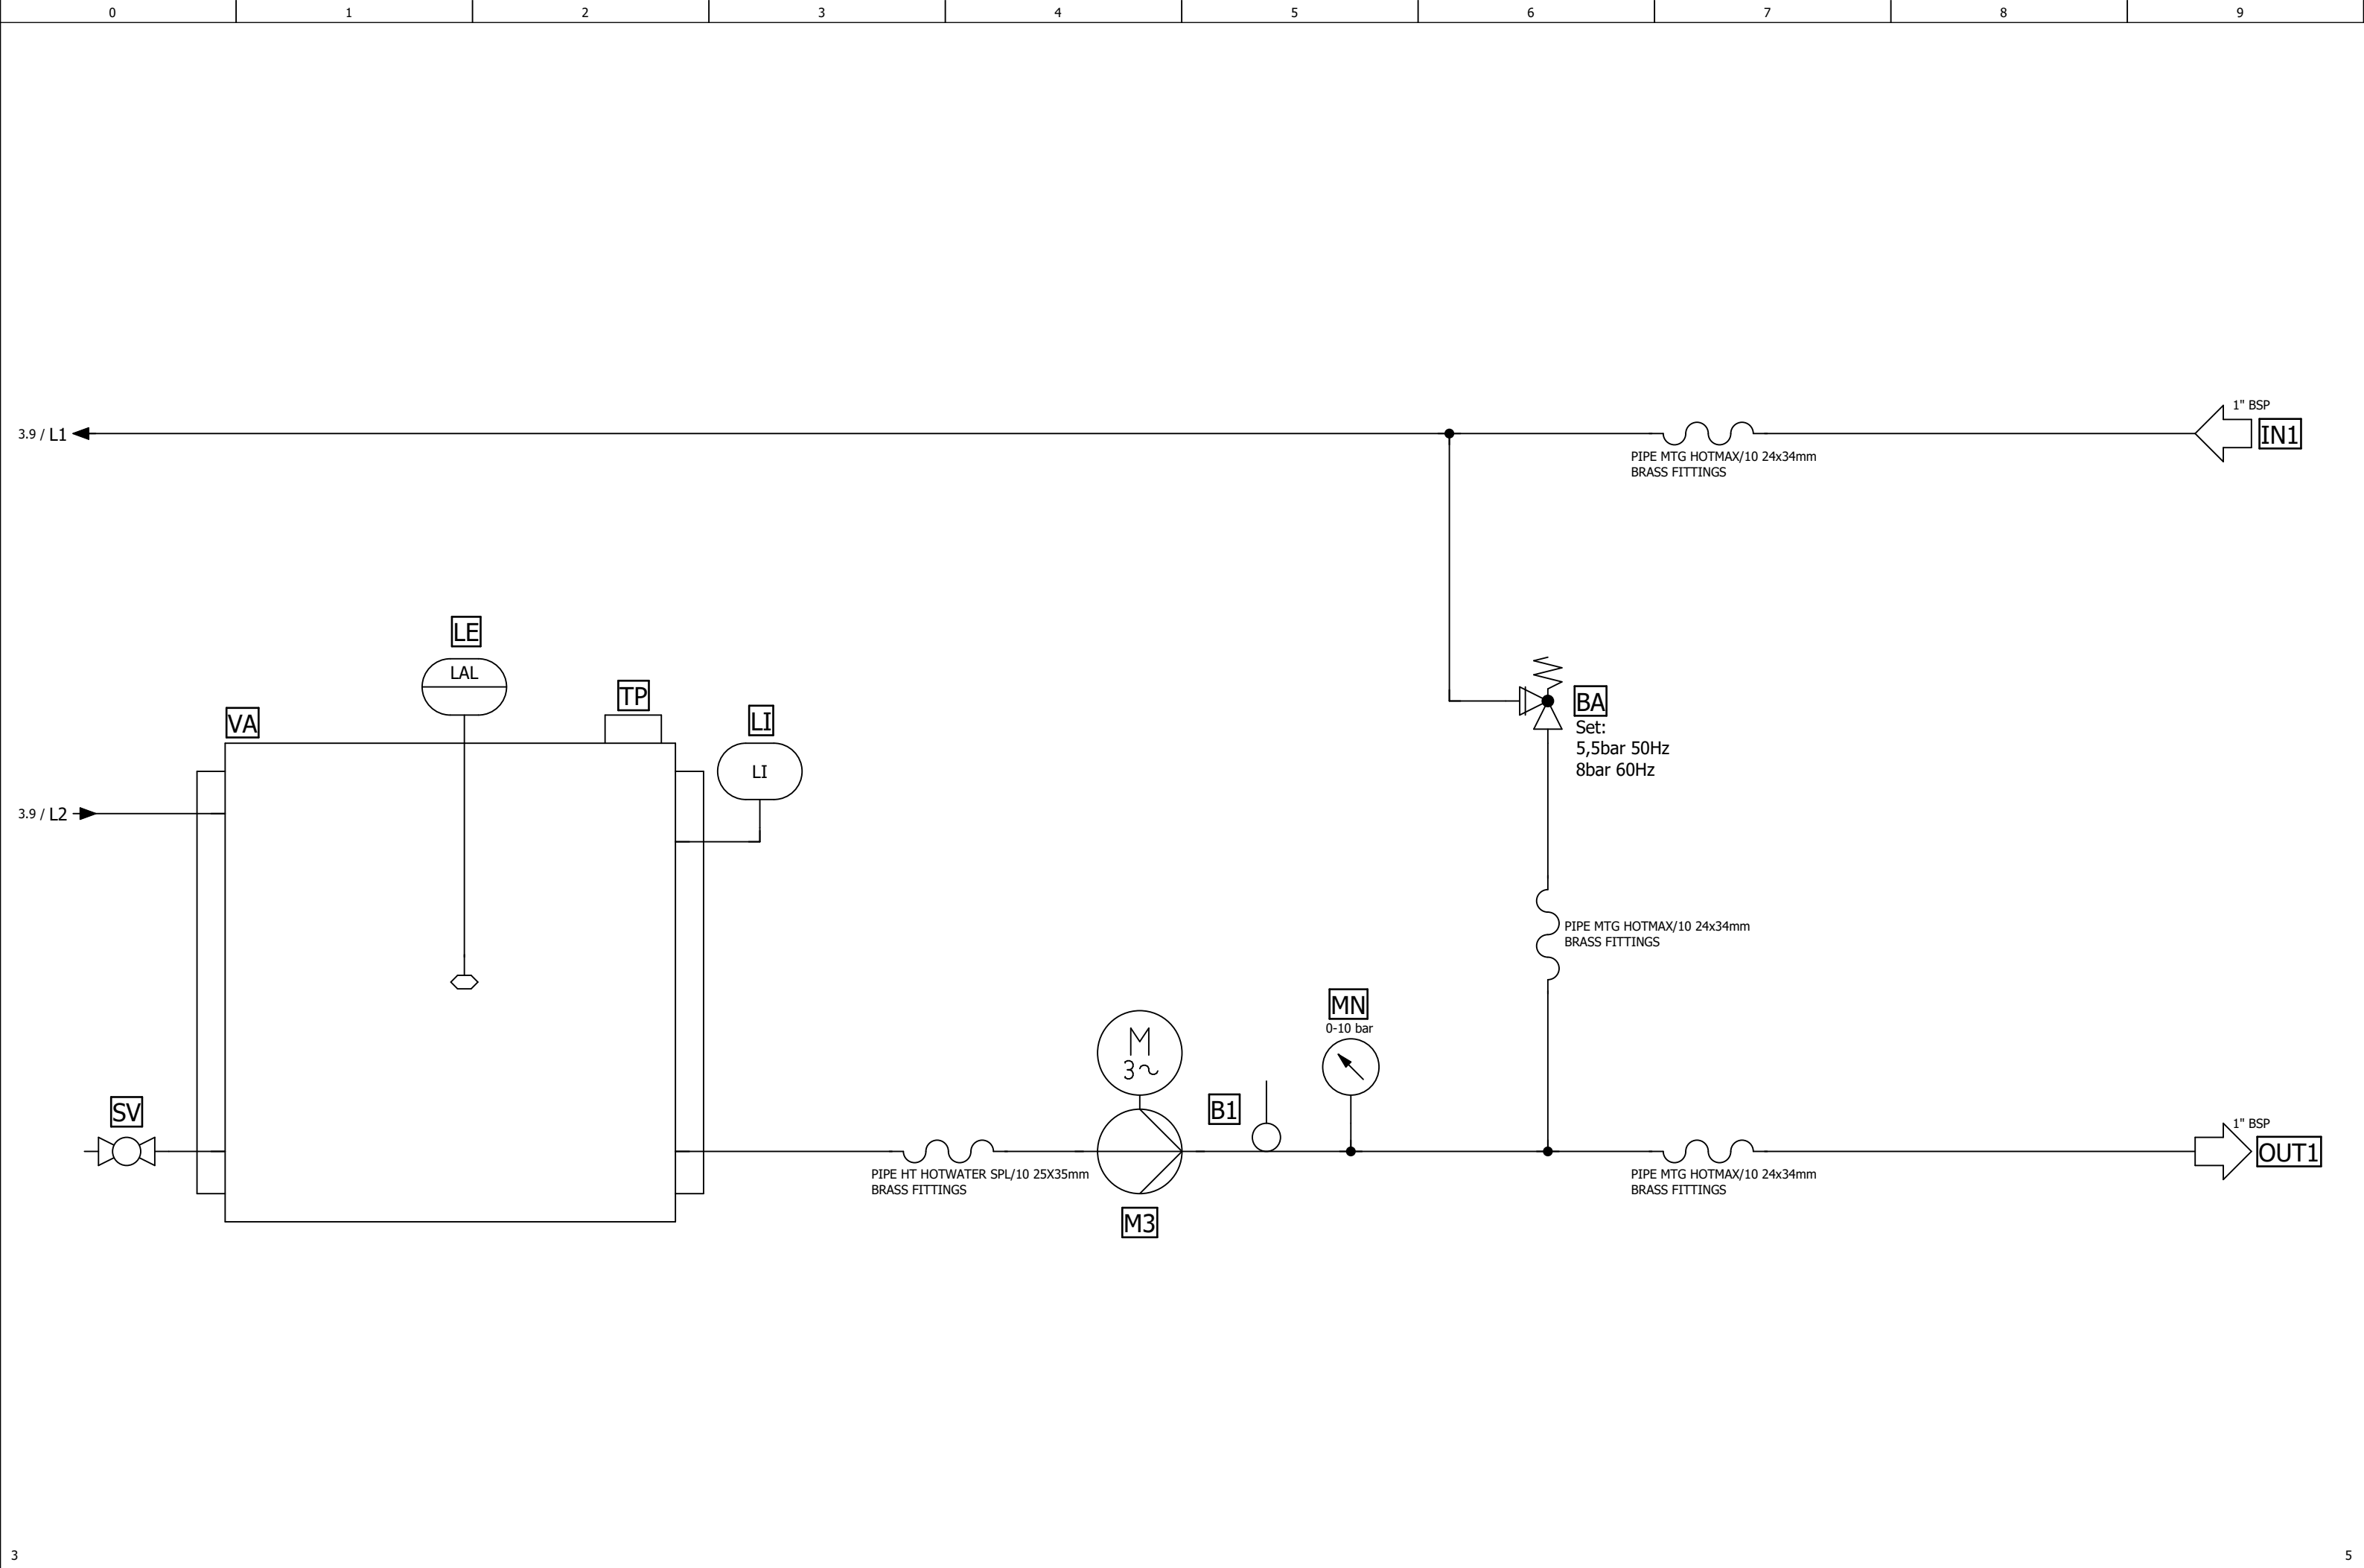 0 1 2 3 4 5 6 7 8 9
1" BSP
3.9 / L1
IN1
PIPE MTG HOTMAX/10 24x34mm
BRASS FITTINGS
LE
LAL
TP
VA
LI
LI
BA
Set:
5,5bar 50Hz
8bar 60Hz
3.9 / L2
PIPE MTG HOTMAX/10 24x34mm
BRASS FITTINGS
MN
0-10 bar
M
3~
SV
B1
1" BSP
OUT1
PIPE HT HOTWATER SPL/10 25X35mm
BRASS FITTINGS
PIPE MTG HOTMAX/10 24x34mm
BRASS FITTINGS
M3
3
5